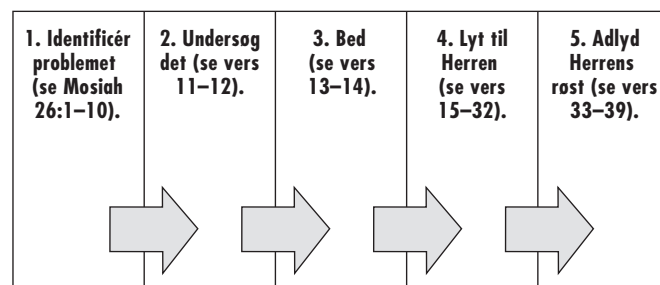 1. Identificér
problemet
(se Mosiah
26:1–10).
2. Undersøg
det (se vers
11–12).
3. Bed
(se vers
13–14).
4. Lyt til
Herren
(se vers
15–32).
5. Adlyd
Herrens
røst (se vers
33–39).